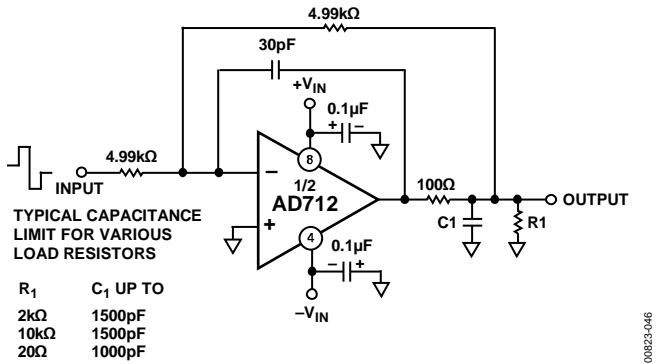 4.99kΩ
30pF
+VIN
0.1µF
+ –
4.99kΩ
8
–
INPUT
1/2
AD712
100Ω
OUTPUT
+
C1
R1
TYPICAL CAPACITANCE
LIMIT FOR VARIOUS
LOAD RESISTORS
4
0.1µF
– +
–VIN
R1 C1 UP TO
2kΩ 1500pF
10kΩ 1500pF
20Ω 1000pF
00823-046